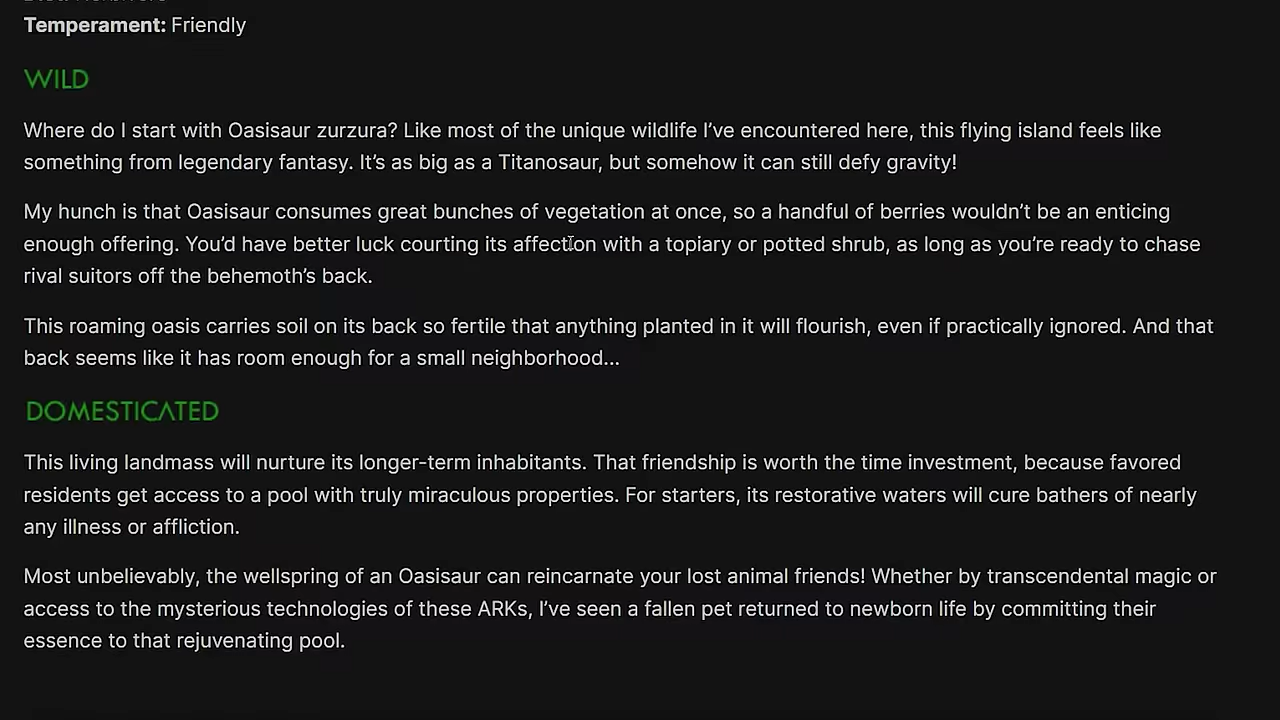 Temperament: Friendly
WILD
Where do I start with Oasisaur zurzura? Like most of the unique wildlife I’ve encountered here, this flying island feels like
something from legendary fantasy. It’s as big as a Titanosaur, but somehow it can still defy gravity!
My hunch is that Oasisaur consumes great bunches of vegetation at once, so a handful of berries wouldn’t be an enticing
enough offering. You’d have better luck courting its affection with a topiary or potted shrub, as long as you’re ready to chase
rival suitors off the behemoth’s back.
This roaming oasis carries soil on its back so fertile that anything planted in it will flourish, even if practically ignored. And that
back seems like it has room enough for a small neighborhood...
DOMESTICATED
This living landmass will nurture its longer-term inhabitants. That friendship is worth the time investment, because favored
residents get access to a pool with truly miraculous properties. For starters, its restorative waters will cure bathers of nearly
any illness or affliction.
Most unbelievably, the wellspring of an Oasisaur can reincarnate your lost animal friends! Whether by transcendental magic or
access to the mysterious technologies of these ARKs, I’ve seen a fallen pet returned to newborn life by committing their
essence to that rejuvenating pool.